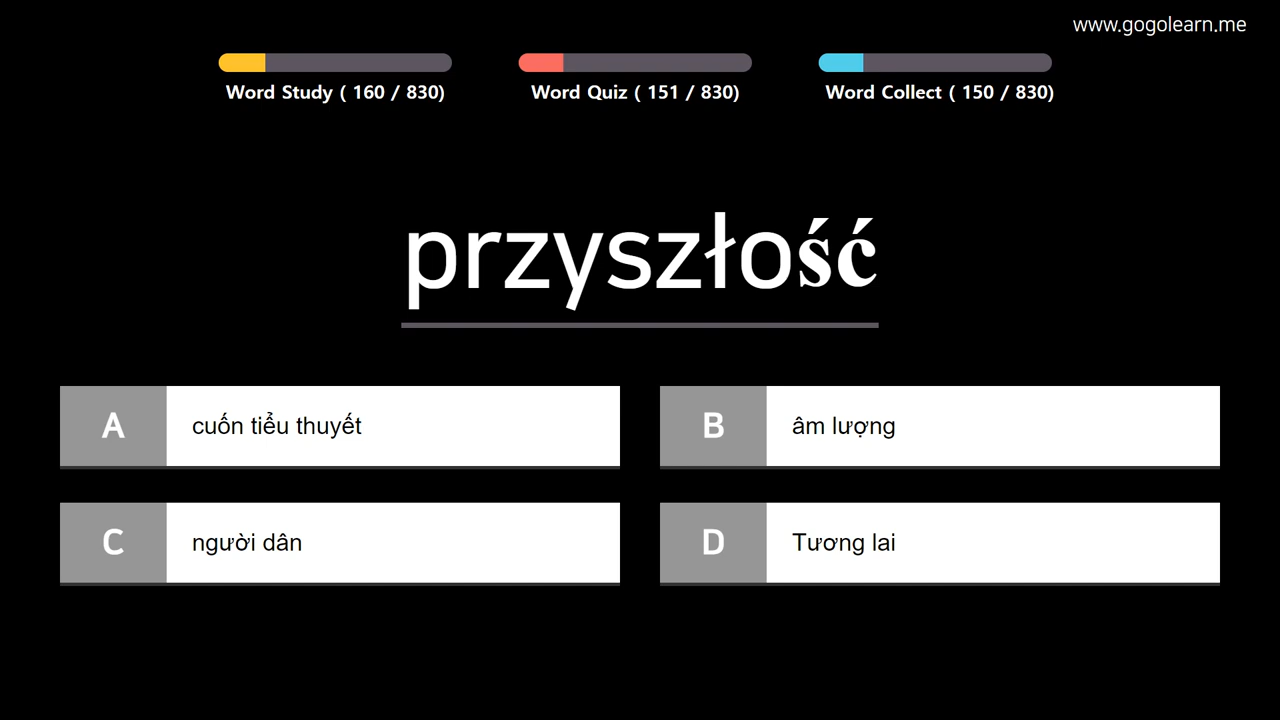 www.gogolearn.me
Word Study ( 160 / 830)
Word Quiz ( 151 / 830)
Word Collect ( 150 / 830)
przyszłość
A cuốn tiểu thuyết
B âm lượng
C người dân
D Tương lai